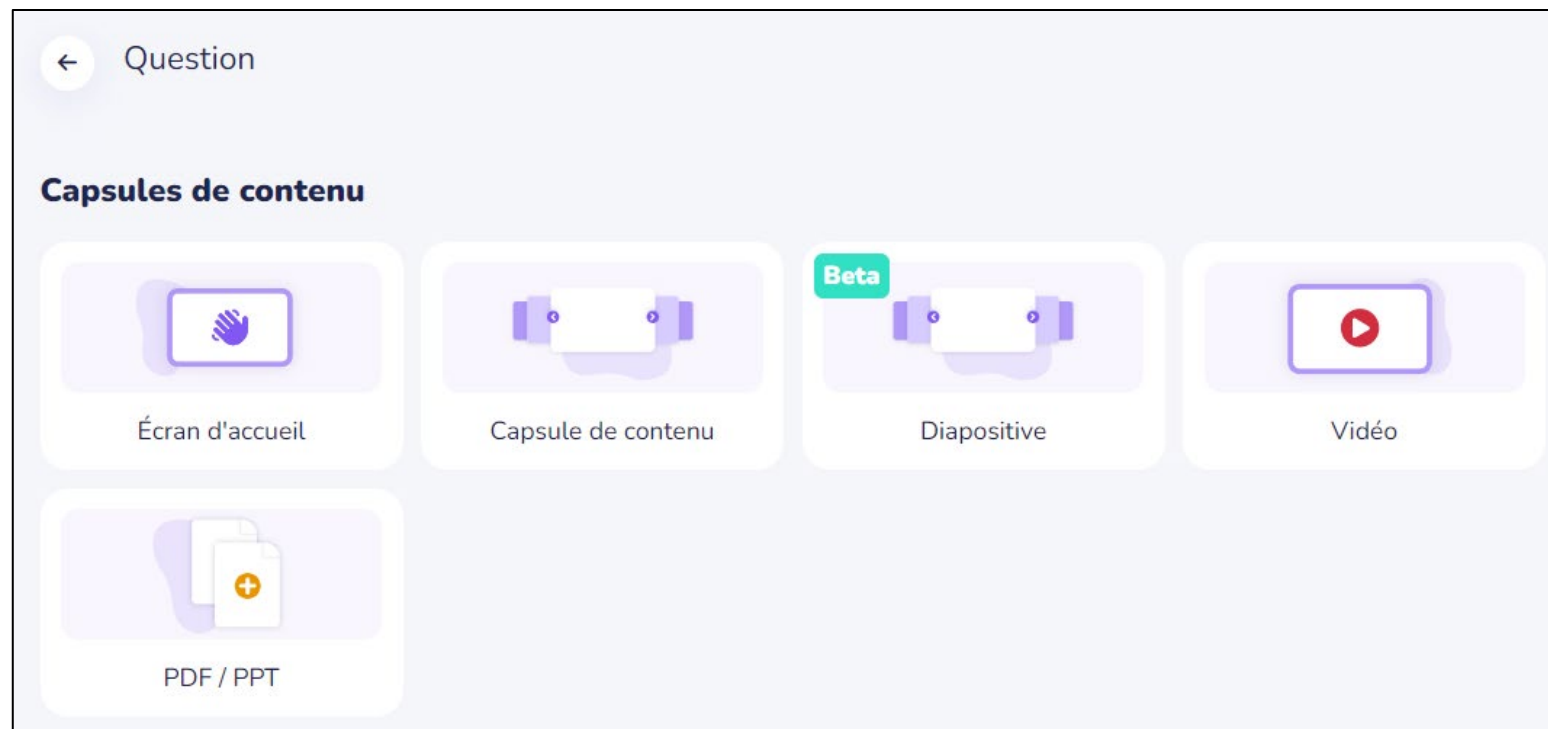 Question
Capsules de contenu
Beta
Écran d'accueil
Capsule de contenu
Diapositive
Vidéo
PDF / PPT